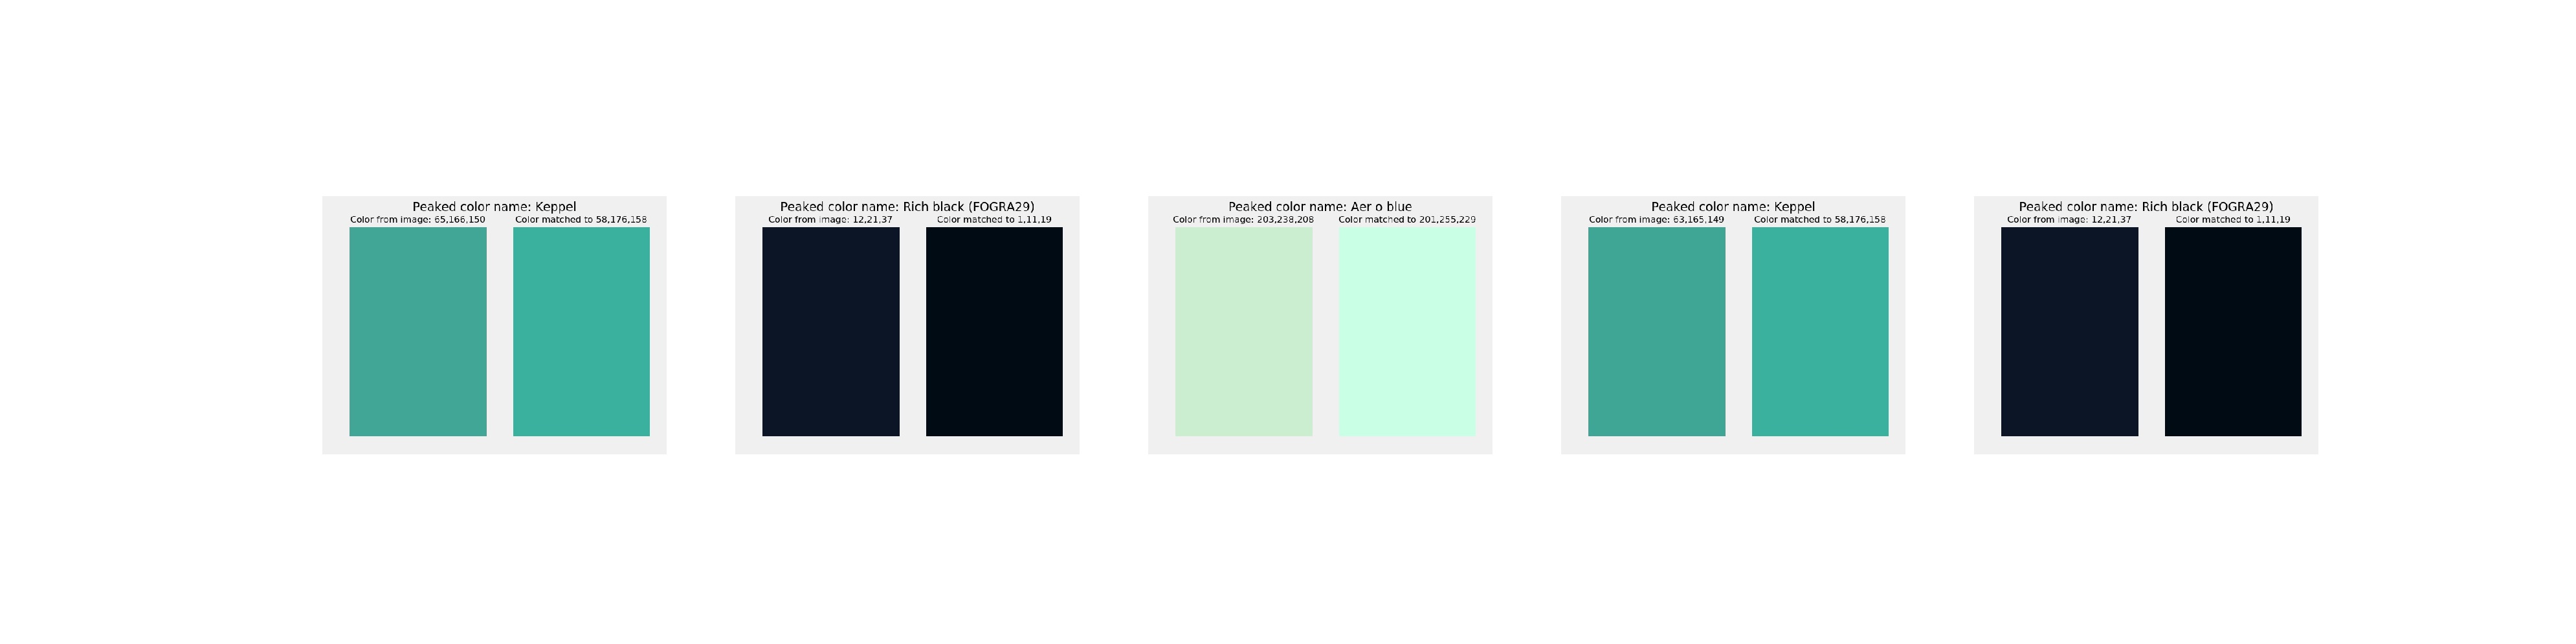 Peaked color name: Keppel
Color from image: 65,166,150
Color matched to 58,176,158
Peaked color name: Rich black (FOGRA29)
Color from image: 12,21,37
Color matched to 1,11,19
Peaked color name: Aer o blue
Color from image: 203,238,208
Color matched to 201,255,229
Peaked color name: Keppel
Color from image: 63,165,149
Color matched to 58,176,158
Peaked color name: Rich black (FOGRA29)
Color from image: 12,21,37
Color matched to 1,11,19